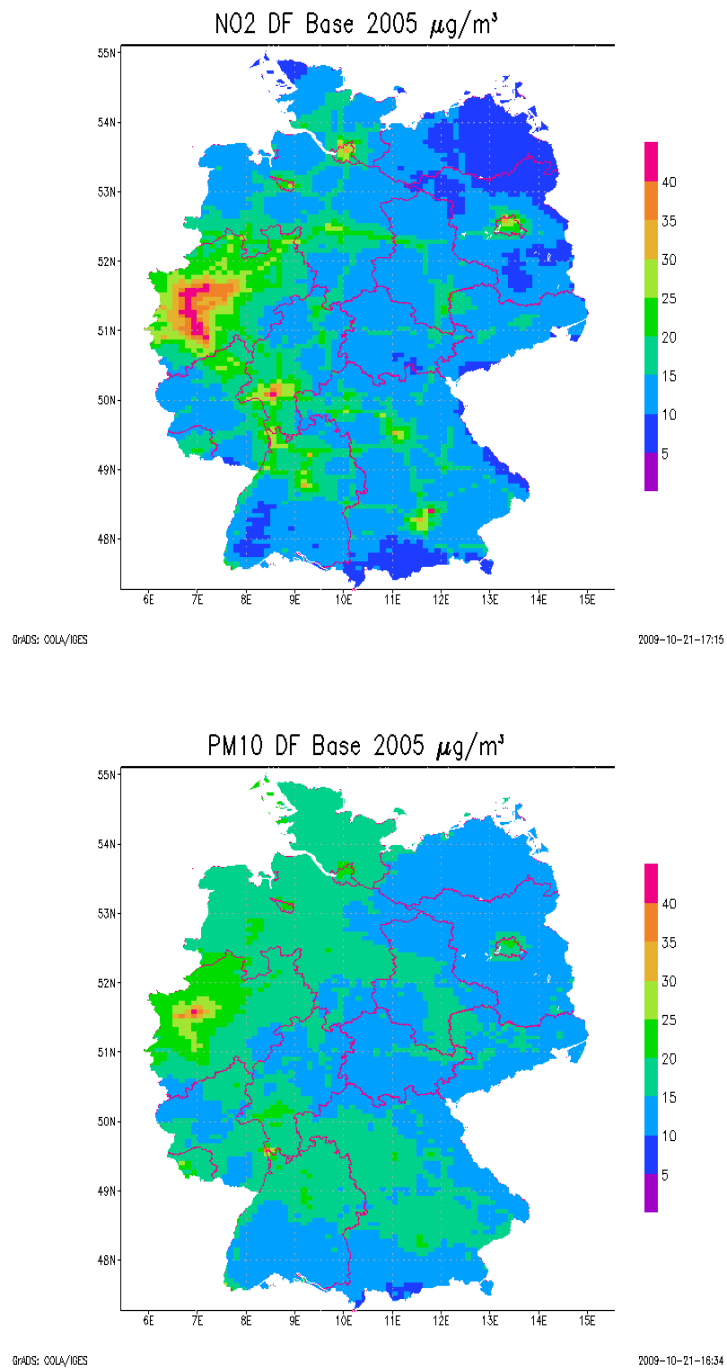 NO2 DF Base 2005 μg/m³
55N
54N
53N
52N
51N
50N
49N
48N
40
35
30
25
20
15
10
5
6E 7E 8E 9E 10E 11E 12E 13E 14E 15E
GrADS: COLA/IGES 2009-10-21-17:15
PM10 DF Base 2005 μg/m³
55N
54N
53N
52N
51N
50N
49N
48N
40
35
30
25
20
15
10
5
6E 7E 8E 9E 10E 11E 12E 13E 14E 15E
GrADS: COLA/IGES 2009-10-21-16:34